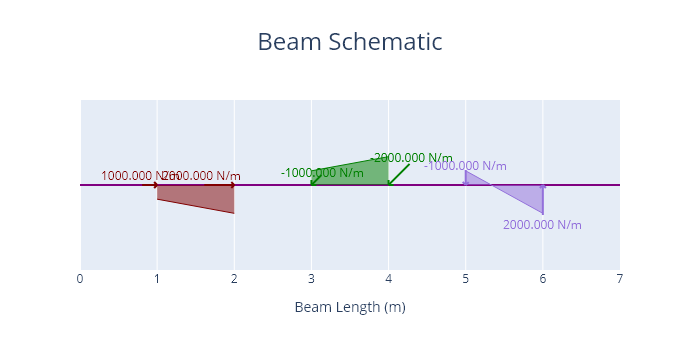 Beam Schematic
-2000.000 N/m
-1000.000 N/m
-1000.000 N/m
1000.000 N/m
2000.000 N/m
2000.000 N/m
0 1 2 3 4 5 6 7
Beam Length (m)